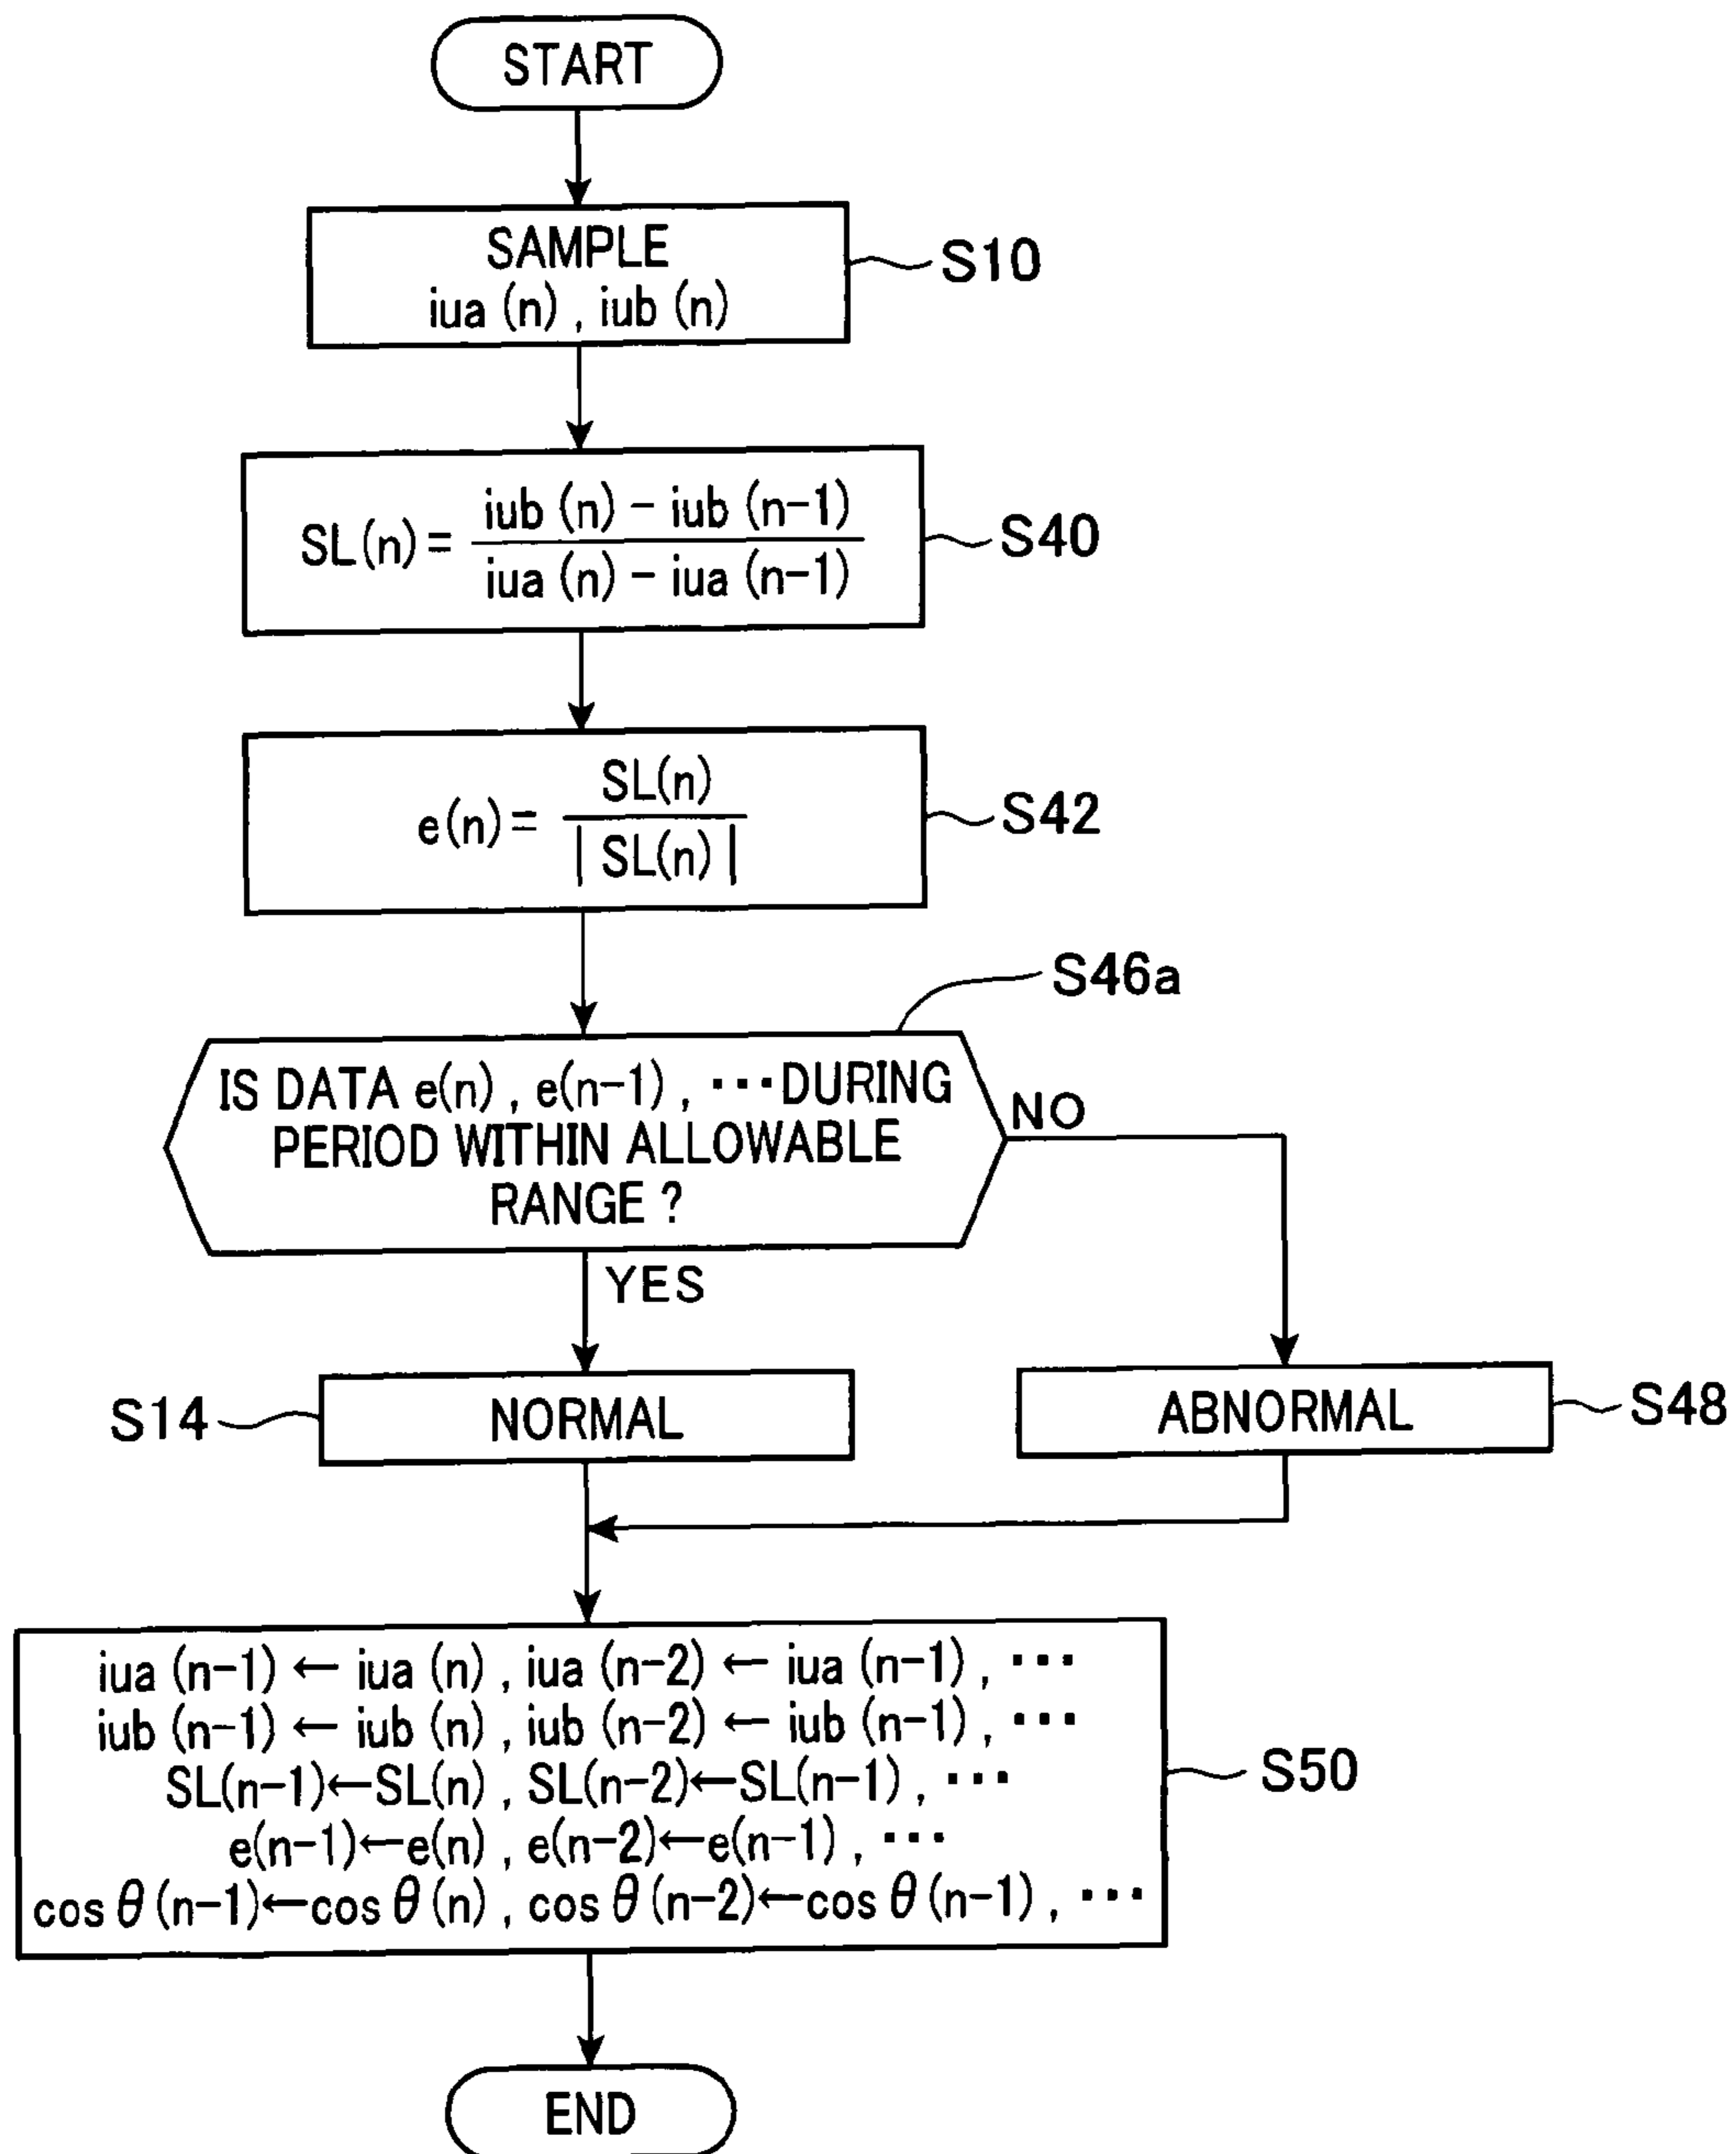 START
SAMPLE
iua (n) , iub (n)
S10
SL(n) = iub (n) - iub (n-1)
iua (n) - iua (n-1)
S40
e(n) = SL(n)
| SL(n) |
S42
S46a
IS DATA e(n) , e(n-1) , ･･･DURING
PERIOD WITHIN ALLOWABLE
RANGE ?
NO
YES
S14
NORMAL
ABNORMAL
S48
iua (n-1) ← iua (n) , iua (n-2) ← iua (n-1) , ･･･
iub (n-1) ← iub (n) , iub (n-2) ← iub (n-1) , ･･･
SL(n-1)←SL(n) , SL(n-2)←SL(n-1) , ･･･
e(n-1)←e(n) , e(n-2)←e(n-1) , ･･･
cos θ (n-1)←cos θ (n) , cos θ (n-2)←cos θ (n-1) , ･･･
S50
END